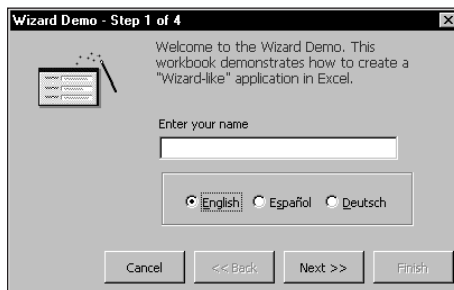 Wizard Demo - Step 1 of 4
Welcome to the Wizard Demo. This
workbook demonstrates how to create a
"Wizard-like" application in Excel.
Enter your name
English Español Deutsch
Cancel << Back Next >> Finish